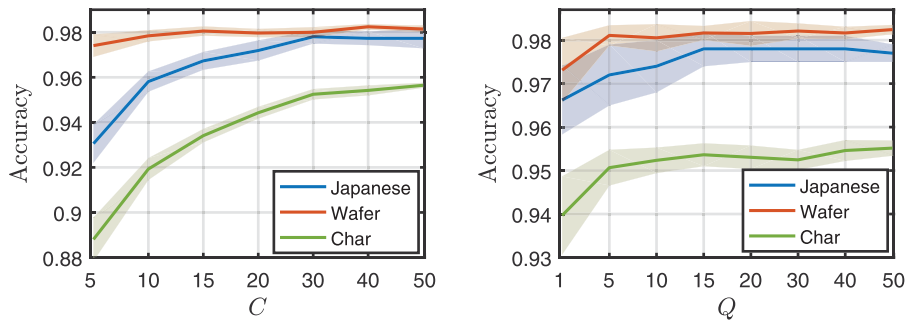 Accuracy
0.98
0.96
0.94
0.92
0.9
0.88
5 10 15 20 30 40 50
C
Japanese
Wafer
Char
Accuracy
0.98
0.97
0.96
0.95
0.94
0.93
1 5 10 15 20 30 40 50
Q
Japanese
Wafer
Char